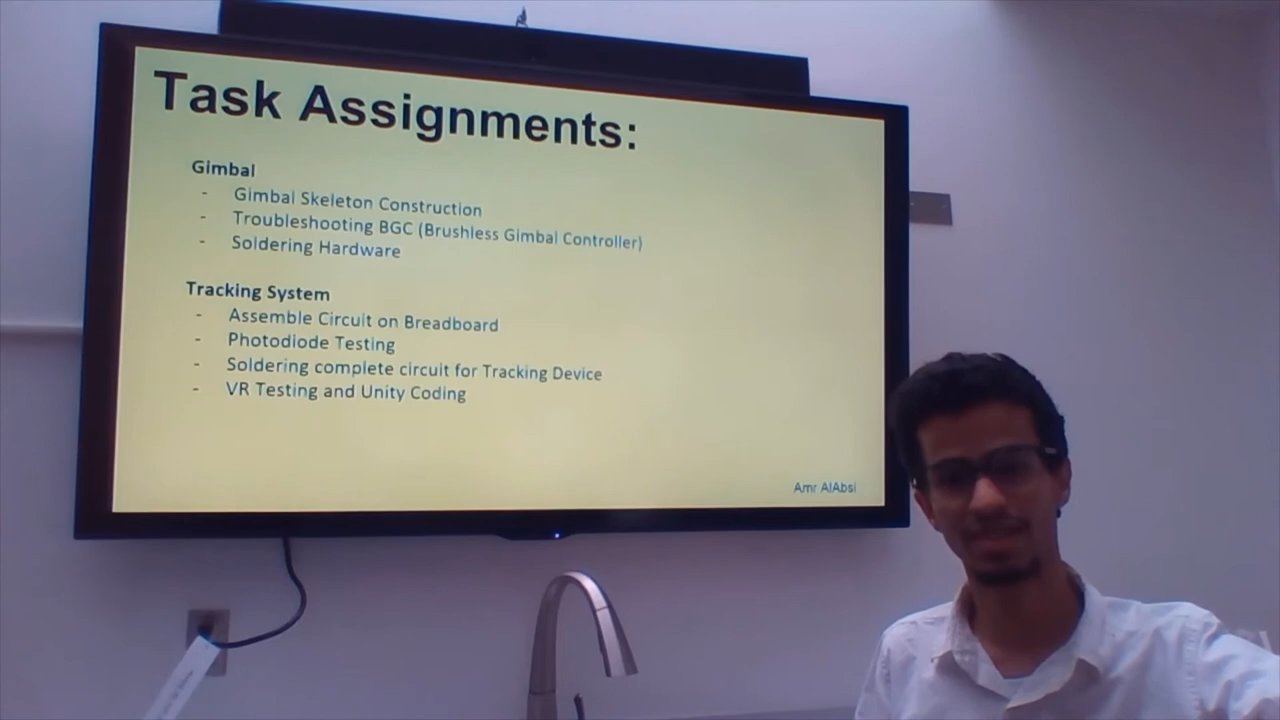 Task Assignments:
Gimbal
- Gimbal Skeleton Construction
- Troubleshooting BGC (Brushless Gimbal Controller)
- Soldering Hardware
Tracking System
- Assemble Circuit on Breadboard
- Photodiode Testing
- Soldering complete circuit for Tracking Device
- VR Testing and Unity Coding
Amr AlAbsi